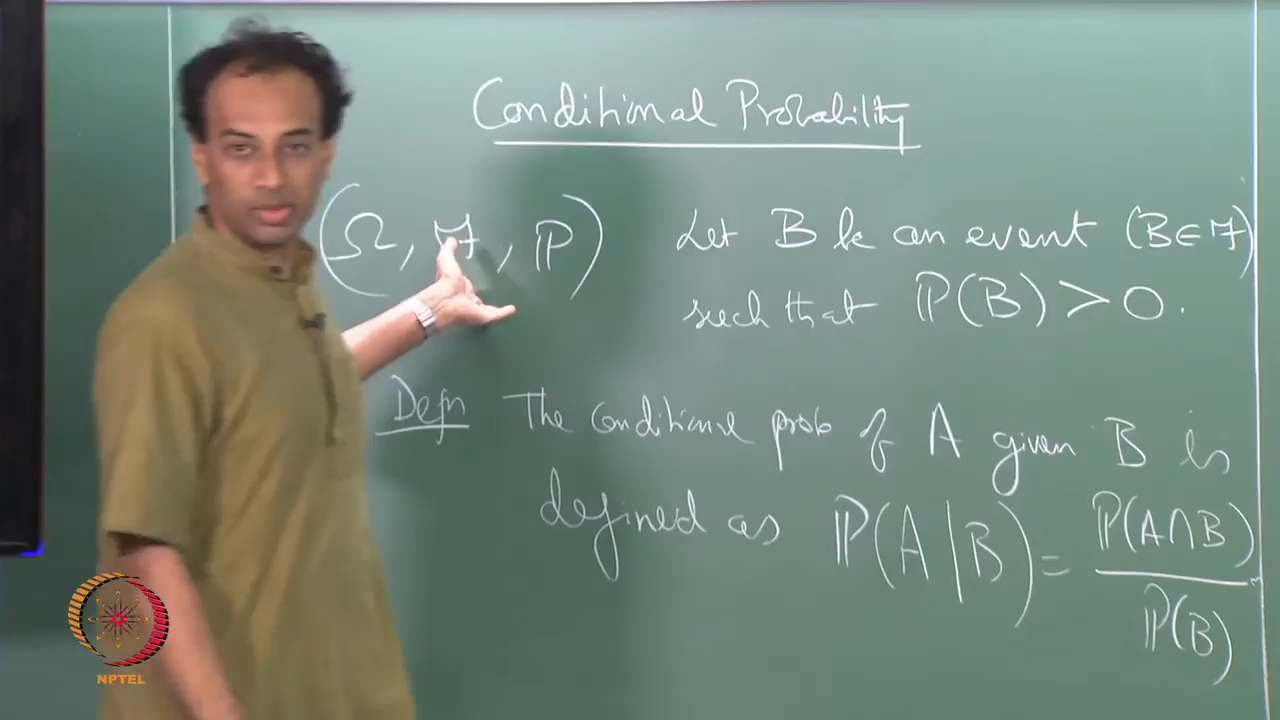 Conditional Probability
(Ω, ℱ, ℙ) Let B be an event (B∈ℱ)
such that ℙ(B) > 0.
Defn The conditional prob of A given B is
defined as ℙ(A|B) = ℙ(A∩B) / ℙ(B)
NPTEL